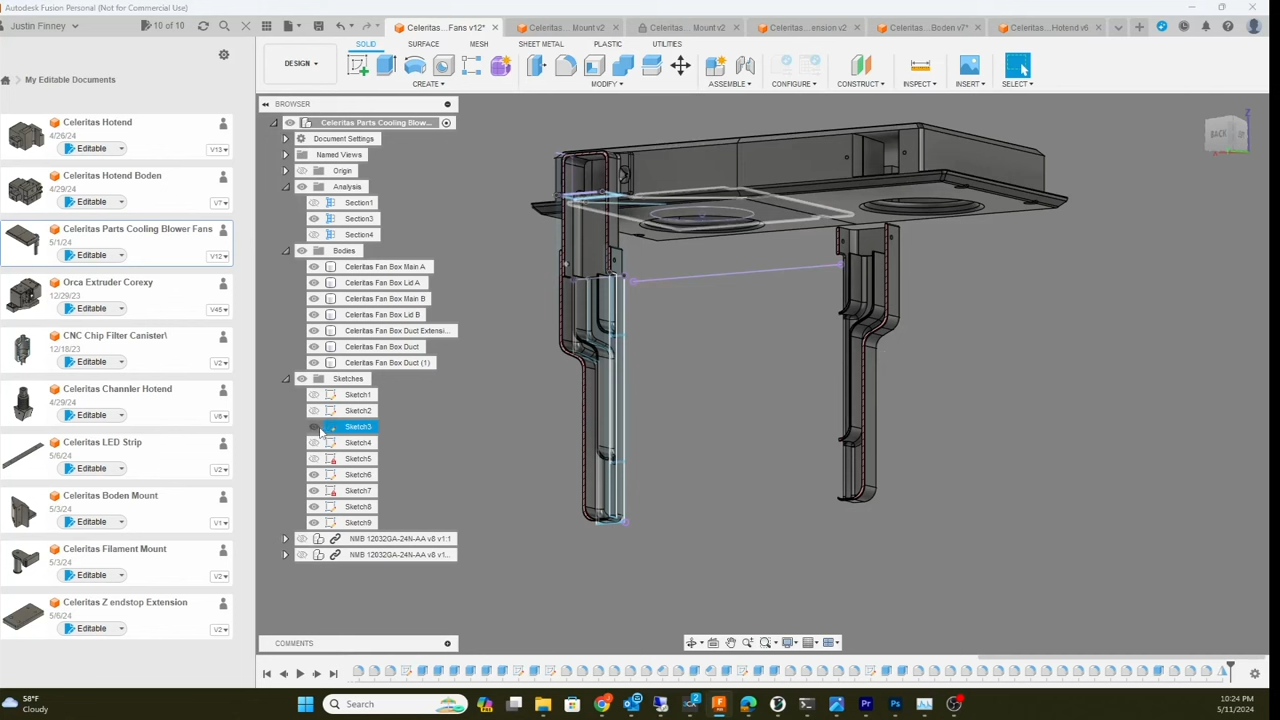 Autodesk Fusion Personal (Not for Commercial Use)
Justin Finney
10 of 10
Celeritas...Fans v12*
Celeritas... Mount v2
Celeritas... Mount v2
Celeritas...ension v2
Celeritas...Boden v7*
Celeritas...Hotend v6
SOLID
SURFACE
MESH
SHEET METAL
PLASTIC
UTILITIES
DESIGN
CREATE
MODIFY
ASSEMBLE
CONFIGURE
CONSTRUCT
INSPECT
INSERT
SELECT
My Editable Documents
Celeritas Hotend
4/26/24
Editable
V13
Celeritas Hotend Boden
4/29/24
Editable
V7
Celeritas Parts Cooling Blower Fans
5/1/24
Editable
V12
Orca Extruder Corexy
12/29/23
Editable
V45
CNC Chip Filter Canister\
12/18/23
Editable
V2
Celeritas Channler Hotend
4/29/24
Editable
V6
Celeritas LED Strip
5/6/24
Editable
V2
Celeritas Boden Mount
5/3/24
Editable
V1
Celeritas Filament Mount
5/3/24
Editable
V2
Celeritas Z endstop Extension
5/6/24
Editable
V2
BROWSER
Celeritas Parts Cooling Blow...
Document Settings
Named Views
Origin
Analysis
Section1
Section3
Section4
Bodies
Celeritas Fan Box Main A
Celeritas Fan Box Lid A
Celeritas Fan Box Main B
Celeritas Fan Box Lid B
Celeritas Fan Box Duct Extensi...
Celeritas Fan Box Duct
Celeritas Fan Box Duct (1)
Sketches
Sketch1
Sketch2
Sketch3
Sketch4
Sketch5
Sketch6
Sketch7
Sketch8
Sketch9
NMB 12032GA-24N-AA v8 v1:1
NMB 12032GA-24N-AA v8 v1...
COMMENTS
BACK
Z
X
58°F
Cloudy
Search
10:24 PM
5/11/2024